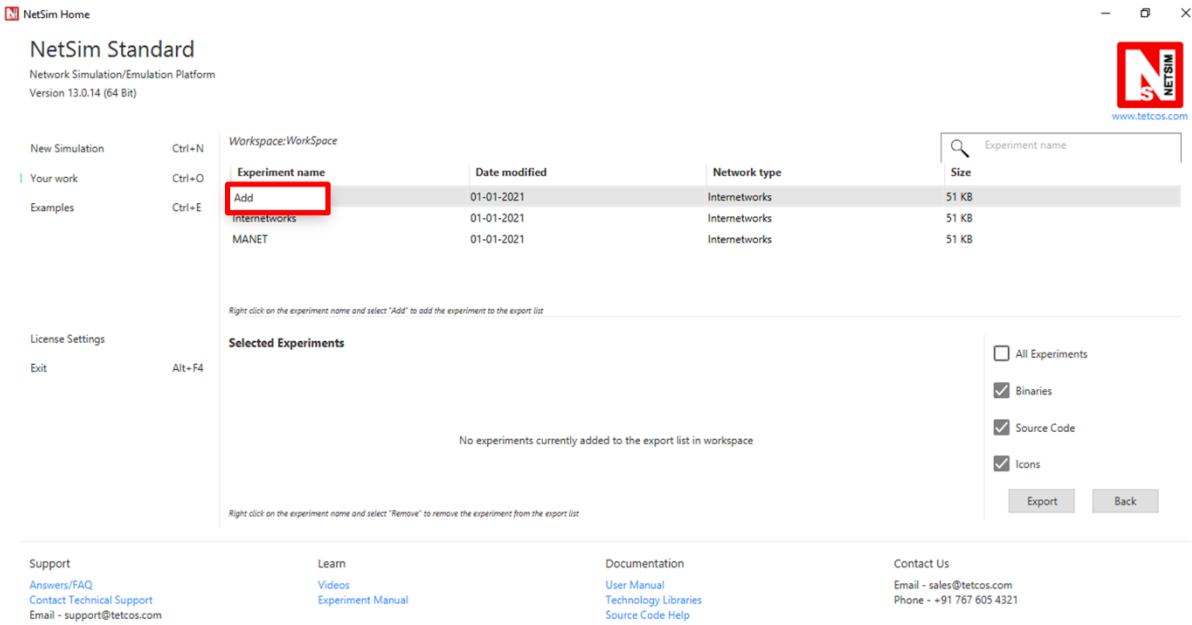 NetSim Home
NetSim Standard
Network Simulation/Emulation Platform
Version 13.0.14 (64 Bit)
NS NETSIM
www.tetcos.com
New Simulation Ctrl+N
Your work Ctrl+O
Examples Ctrl+E
License Settings
Exit Alt+F4
Workspace:WorkSpace
Experiment name
Experiment name Date modified Network type Size
Add 01-01-2021 Internetworks 51 KB
Internetworks 01-01-2021 Internetworks 51 KB
MANET 01-01-2021 Internetworks 51 KB
Right click on the experiment name and select "Add" to add the experiment to the export list
Selected Experiments
No experiments currently added to the export list in workspace
Right click on the experiment name and select "Remove" to remove the experiment from the export list
All Experiments
Binaries
Source Code
Icons
Export Back
Support
Answers/FAQ
Contact Technical Support
Email - support@tetcos.com
Learn
Videos
Experiment Manual
Documentation
User Manual
Technology Libraries
Source Code Help
Contact Us
Email - sales@tetcos.com
Phone - +91 767 605 4321